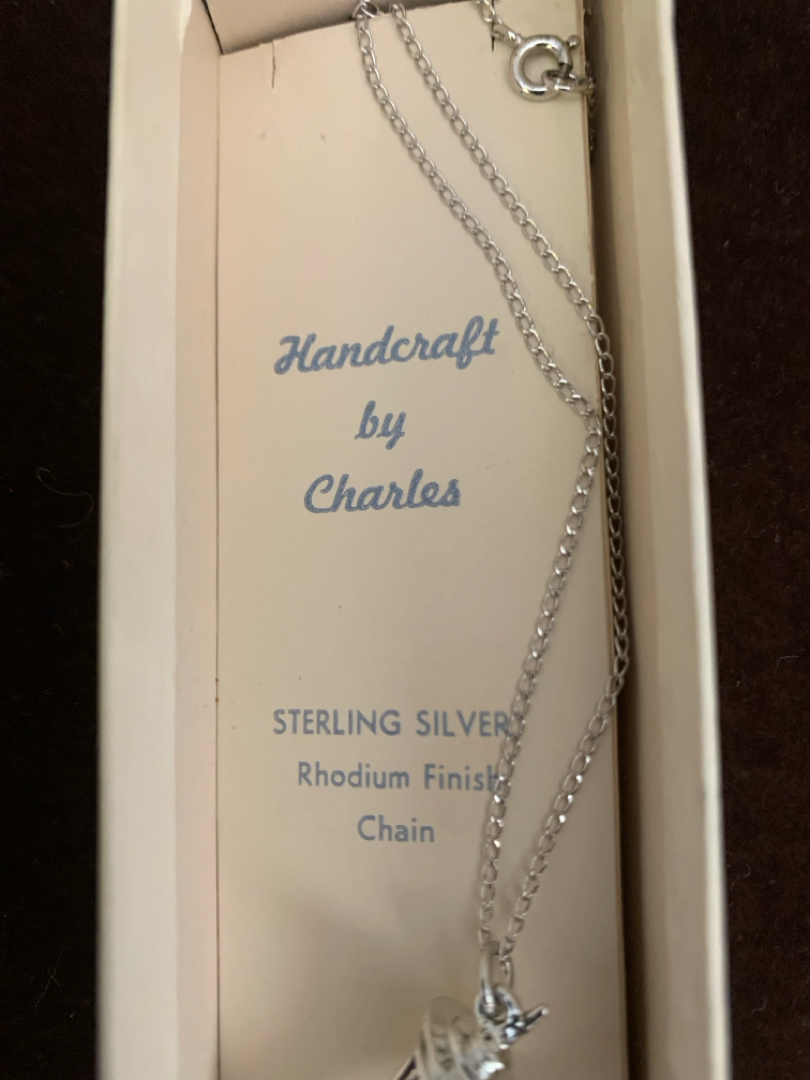 Handcraft
by
Charles
STERLING SILVER
Rhodium Finish
Chain